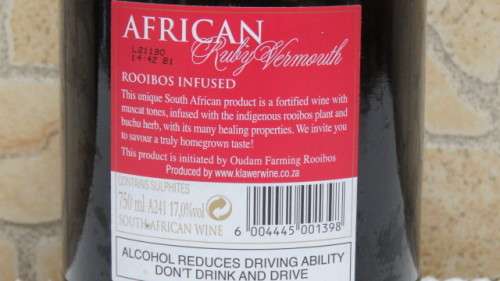 AFRICAN
Ruby Vermouth
L21190
14:42 B1
ROOIBOS INFUSED
This unique South African product is a fortified wine with
muscat tones, infused with the indigenous rooibos plant and
buchu herb, with its many healing properties. We invite you
to savour a truly homegrown taste!
This product is initiated by Oudam Farming Rooibos
Produced by www.klawerwine.co.za
CONTAINS SULPHITES
750 ml A241 17,0%vol
SOUTH AFRICAN WINE
6 004445 001398
ALCOHOL REDUCES DRIVING ABILITY
DON'T DRINK AND DRIVE